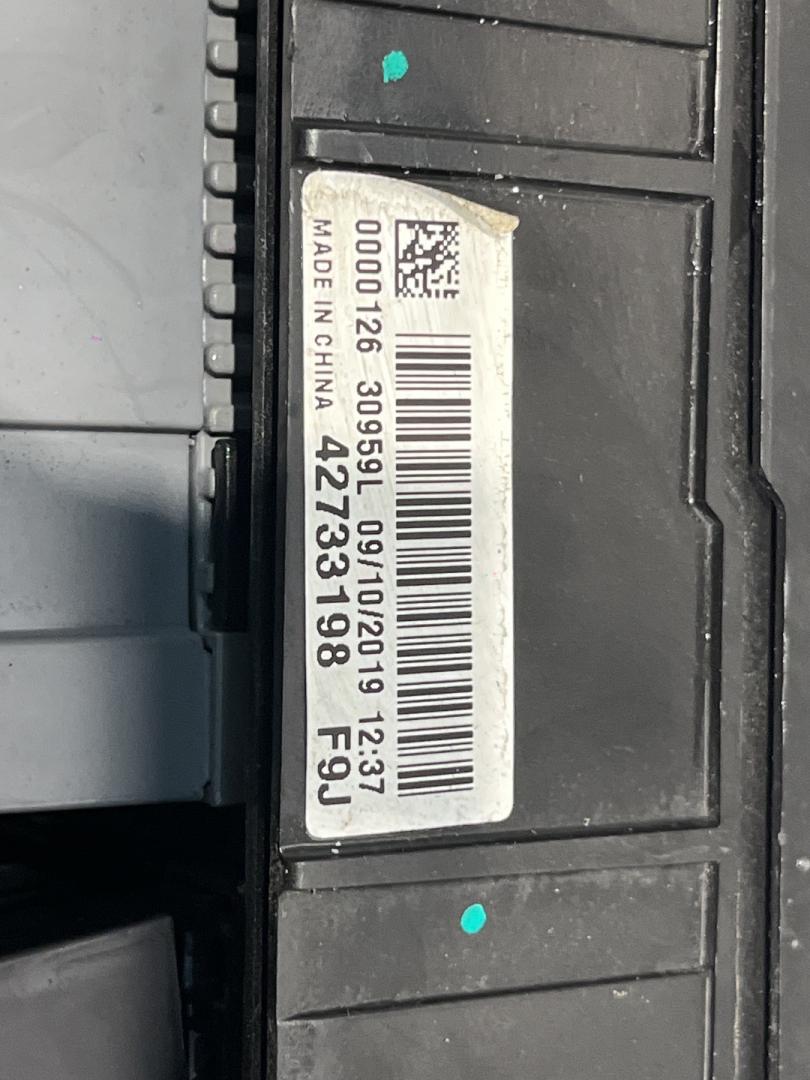 0000126 30959L 09/10/2019 12:37
MADE IN CHINA 42733198 F9J